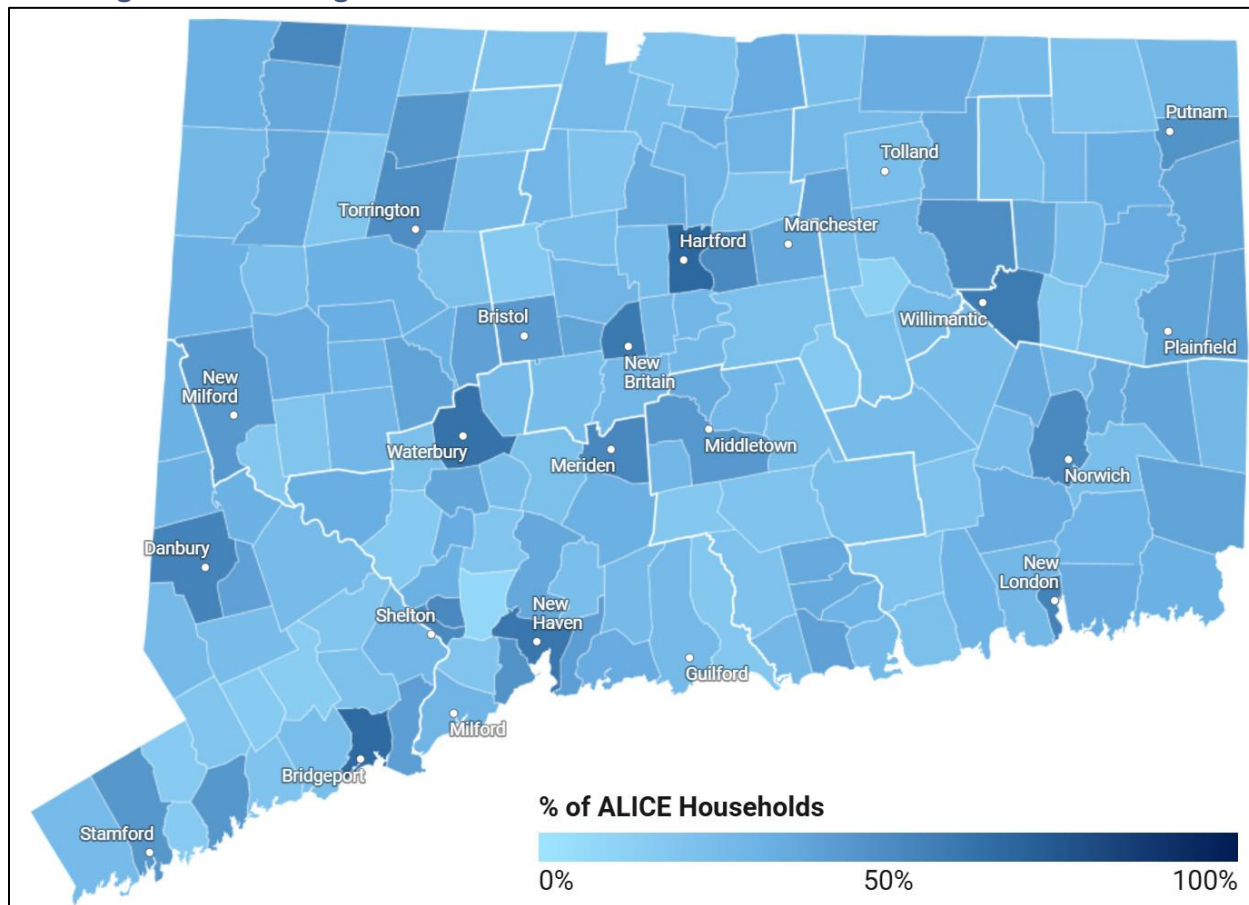 Putnam
Tolland
Torrington
Manchester
Hartford
Willimantic
Bristol
Plainfield
New
Britain
New
Milford
Waterbury
Meriden
Middletown
Norwich
Danbury
New
London
Shelton
New
Haven
Guilford
Milford
Bridgeport
Stamford
% of ALICE Households
0% 50% 100%